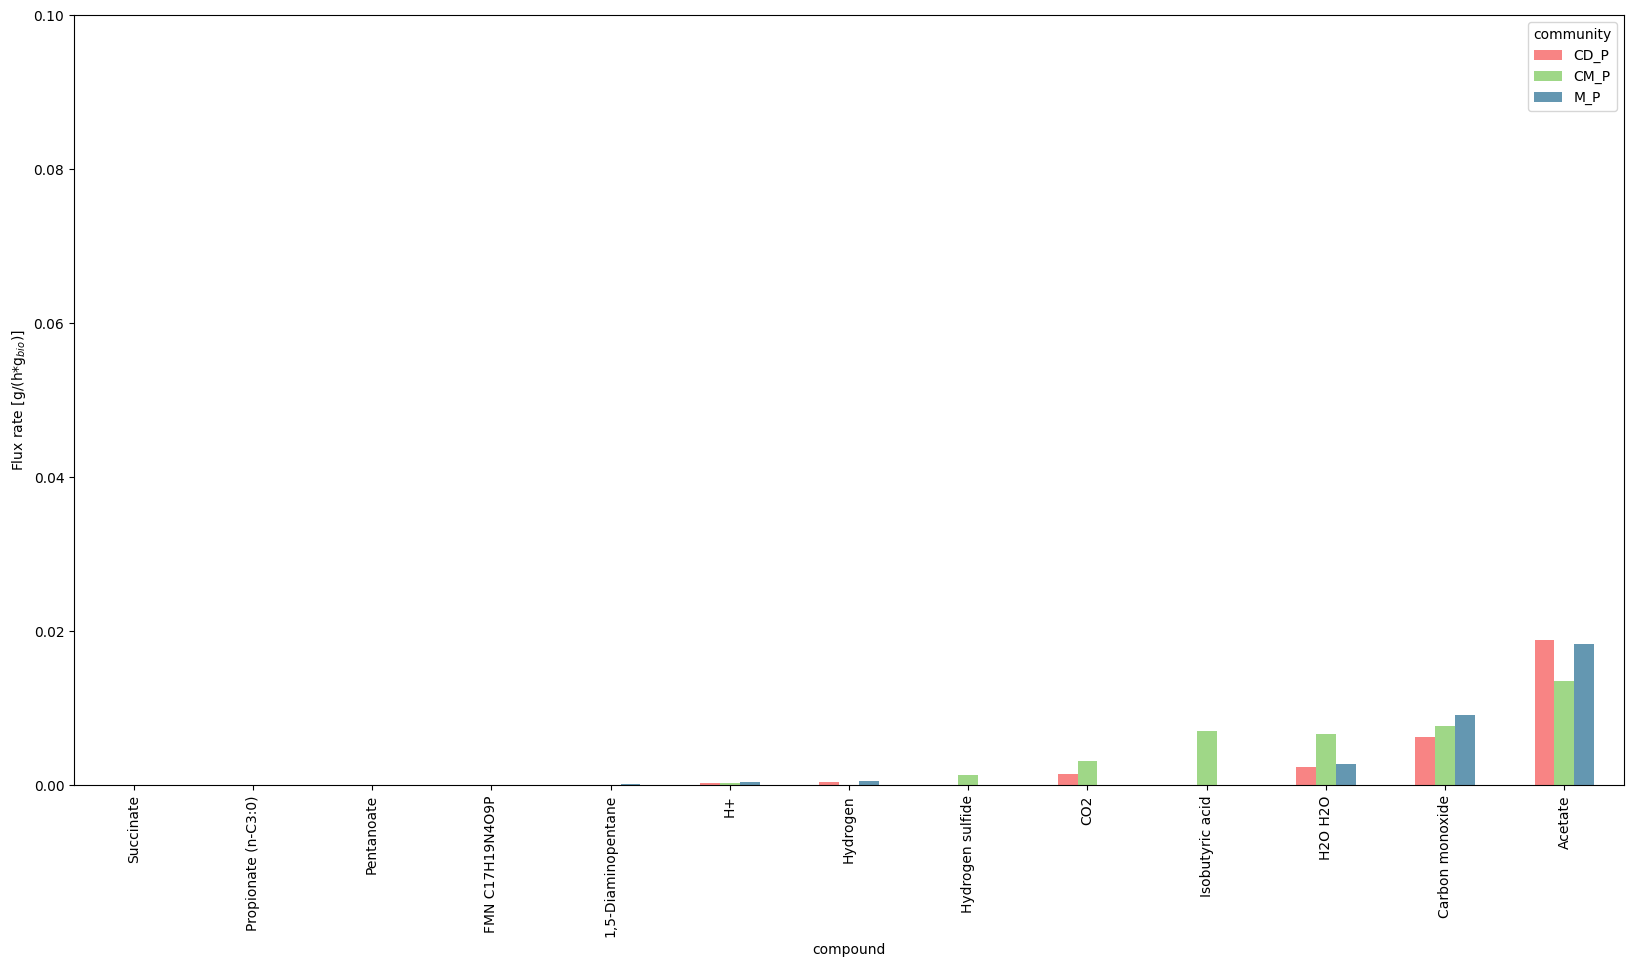 0.10
0.08
0.06
0.04
0.02
0.00
Flux rate [g/(h*g_bio)]
community
CD_P
CM_P
M_P
Succinate
Propionate (n-C3:0)
Pentanoate
FMN C17H19N4O9P
1,5-Diaminopentane
H+
Hydrogen
Hydrogen sulfide
CO2
Isobutyric acid
H2O H2O
Carbon monoxide
Acetate
compound